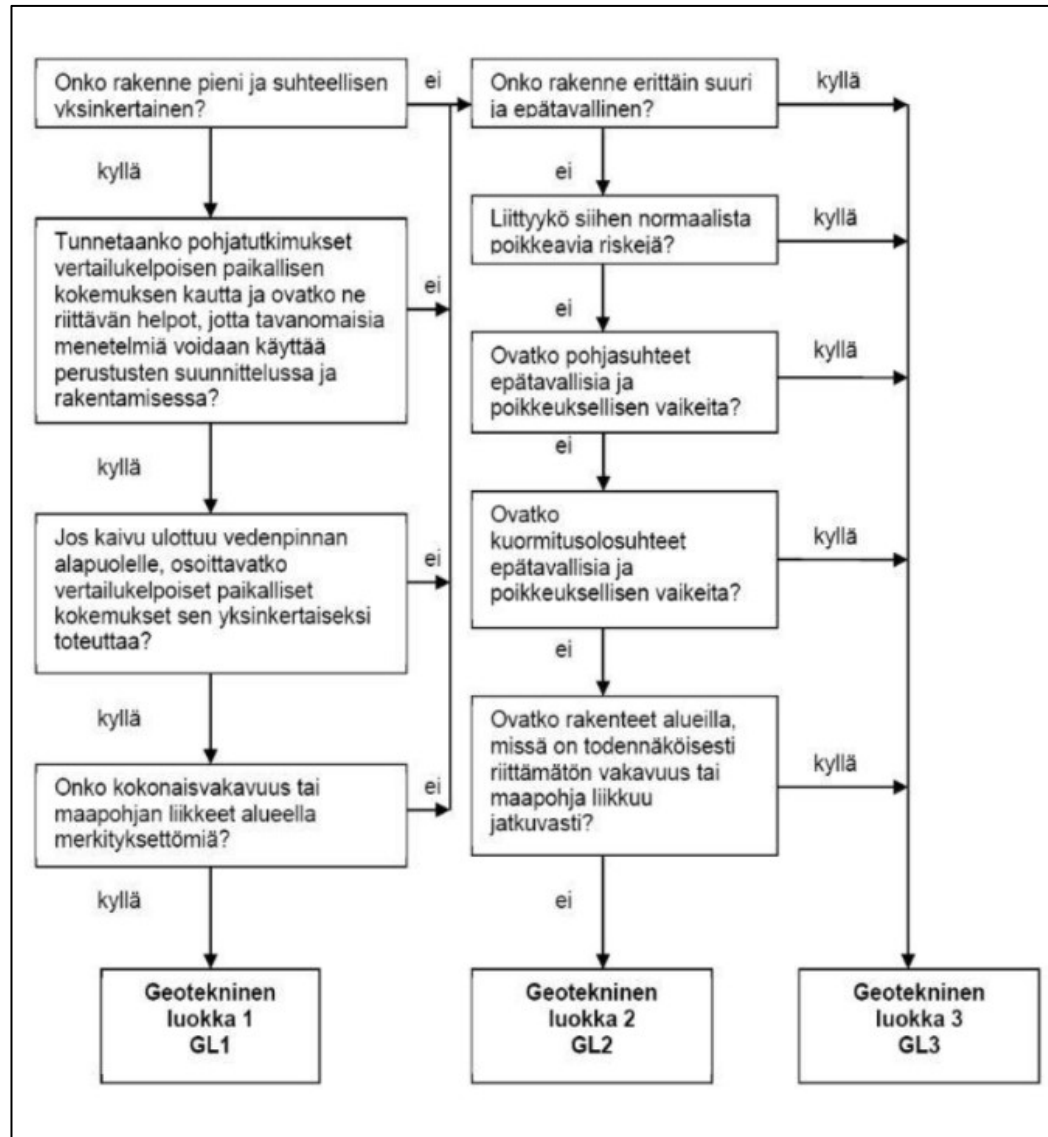 Onko rakenne pieni ja suhteellisen
yksinkertainen?
ei
kyllä
Tunnetaanko pohjatutkimukset
vertailukelpoisen paikallisen
kokemuksen kautta ja ovatko ne
riittävän helpot, jotta tavanomaisia
menetelmiä voidaan käyttää
perustusten suunnittelussa ja
rakentamisessa?
ei
kyllä
Jos kaivu ulottuu vedenpinnan
alapuolelle, osoittavatko
vertailukelpoiset paikalliset
kokemukset sen yksinkertaiseksi
toteuttaa?
ei
kyllä
Onko kokonaisvakavuus tai
maapohjan liikkeet alueella
merkityksettömiä?
ei
kyllä
Geotekninen
luokka 1
GL1
Onko rakenne erittäin suuri
ja epätavallinen?
kyllä
ei
Liittyykö siihen normaalista
poikkeavia riskejä?
kyllä
ei
Ovatko pohjasuhteet
epätavallisia ja
poikkeuksellisen vaikeita?
kyllä
ei
Ovatko
kuormitusolosuhteet
epätavallisia ja
poikkeuksellisen vaikeita?
kyllä
ei
Ovatko rakenteet alueilla,
missä on todennäköisesti
riittämätön vakavuus tai
maapohja liikkuu
jatkuvasti?
kyllä
ei
Geotekninen
luokka 2
GL2
Geotekninen
luokka 3
GL3